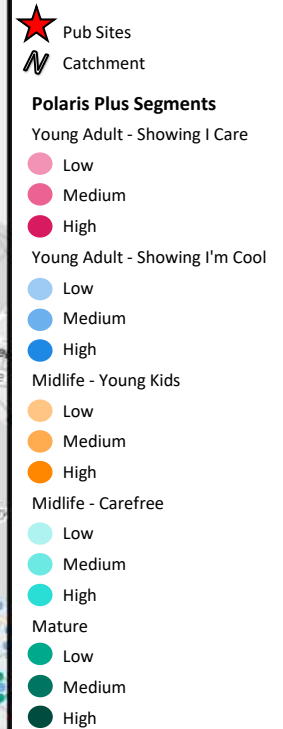 Pub Sites
Catchment
Polaris Plus Segments
Young Adult - Showing I Care
Low
Medium
High
Young Adult - Showing I'm Cool
Low
Medium
High
Midlife - Young Kids
Low
Medium
High
Midlife - Carefree
Low
Medium
High
Mature
Low
Medium
High